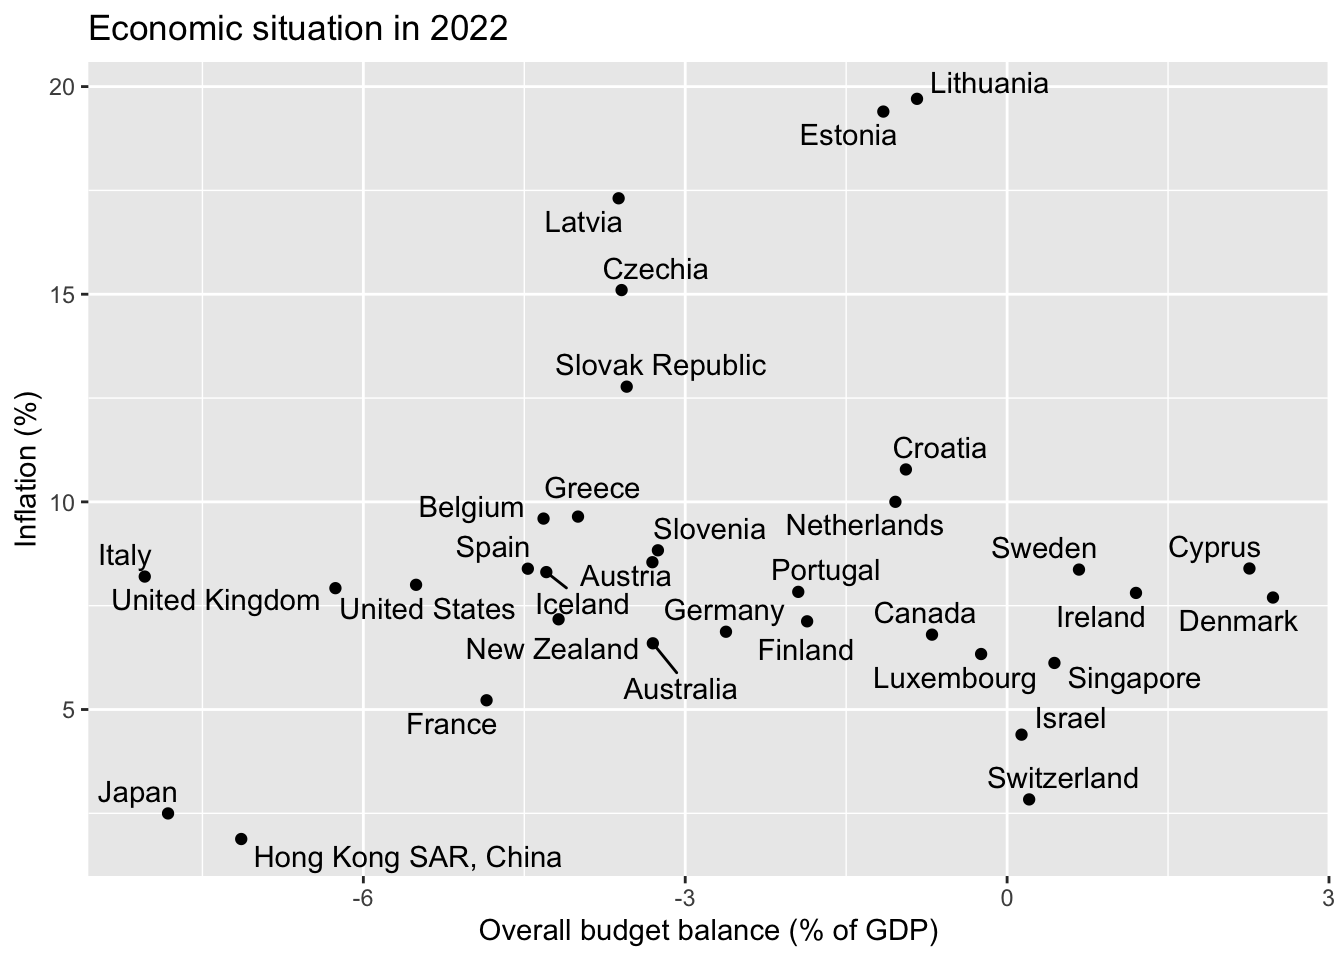 Economic situation in 2022
20
Lithuania
Estonia
Latvia
Czechia
15
Slovak Republic
Croatia
Greece
Belgium
10
Netherlands
Slovenia
Spain
Sweden
Cyprus
Italy
Austria
Portugal
United Kingdom
United States
Iceland
Germany
Canada
Ireland
Denmark
New Zealand
Finland
Australia
Luxembourg
Singapore
5
France
Israel
Japan
Switzerland
Hong Kong SAR, China
-6
-3
0
3
Overall budget balance (% of GDP)
Inflation (%)